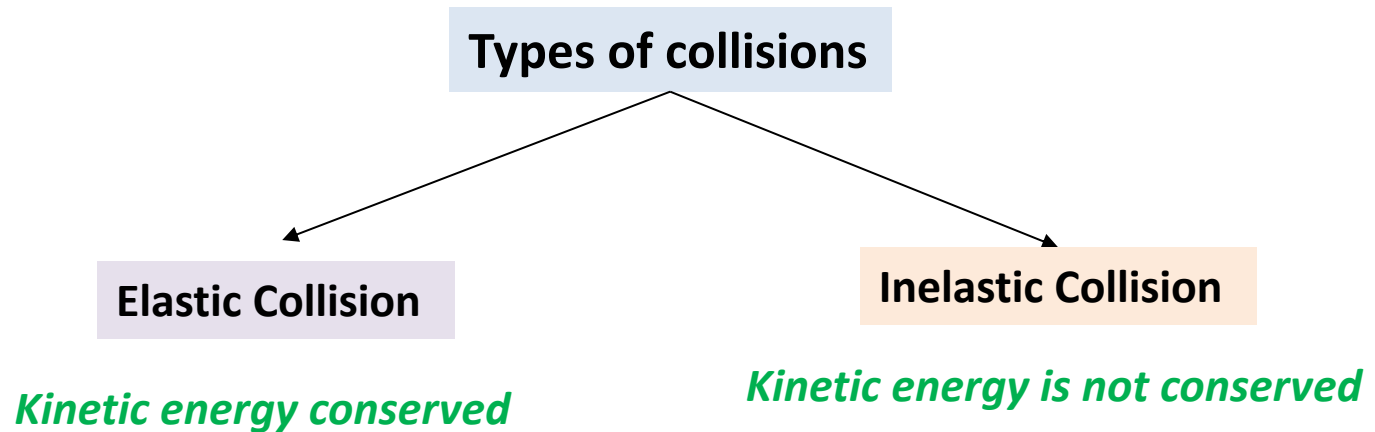 Types of collisions
Elastic Collision
Inelastic Collision
Kinetic energy conserved
Kinetic energy is not conserved